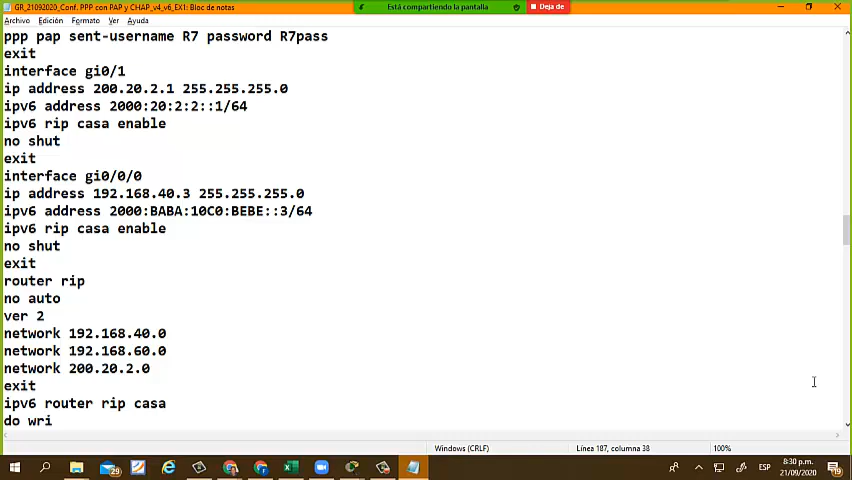 GR_21092020_Conf. PPP con PAP y CHAP_v4_v6_EX1: Bloc de notas
Está compartiendo la pantalla
Deja de
Archivo Edición Formato Ver Ayuda
ppp pap sent-username R7 password R7pass
exit
interface gi0/1
ip address 200.20.2.1 255.255.255.0
ipv6 address 2000:20:2:2::1/64
ipv6 rip casa enable
no shut
exit
interface gi0/0/0
ip address 192.168.40.3 255.255.255.0
ipv6 address 2000:BABA:10C0:BEBE::3/64
ipv6 rip casa enable
no shut
exit
router rip
no auto
ver 2
network 192.168.40.0
network 192.168.60.0
network 200.20.2.0
exit
ipv6 router rip casa
do wri
Windows (CRLF) Línea 187, columna 38 100%
29
ESP
8:30 p.m.
21/09/2020
19